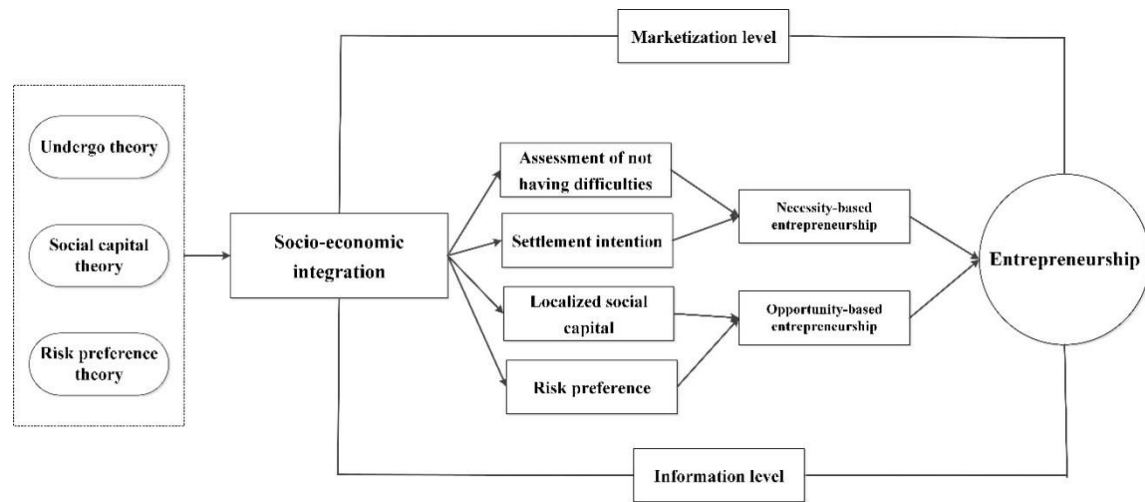 Marketization level
Undergo theory
Social capital
theory
Risk preference
theory
Socio-economic
integration
Assessment of not
having difficulties
Settlement intention
Localized social
capital
Risk preference
Necessity-based
entrepreneurship
Opportunity-based
entrepreneurship
Entrepreneurship
Information level